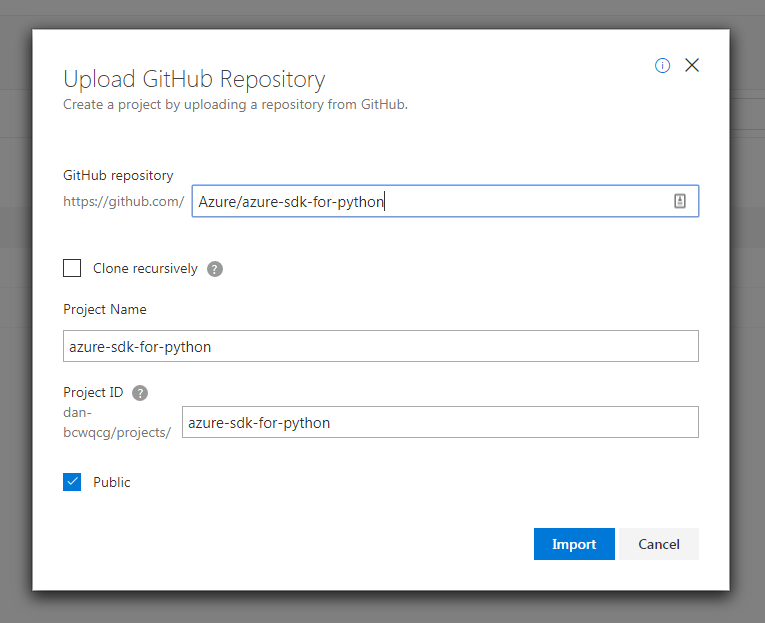 Upload GitHub Repository
Create a project by uploading a repository from GitHub.
GitHub repository
https://github.com/ Azure/azure-sdk-for-python
Clone recursively ?
Project Name
azure-sdk-for-python
Project ID ?
dan-
bcwqcg/projects/ azure-sdk-for-python
Public
Import Cancel